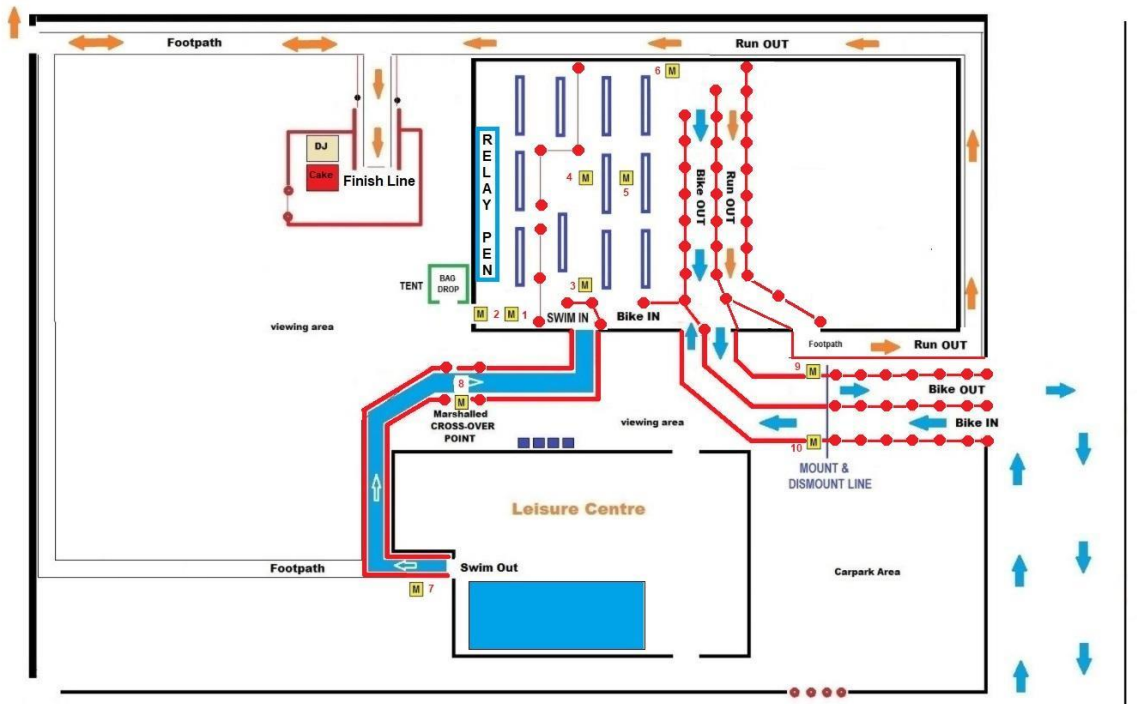 Footpath
Run OUT
6 M
DJ
Cake
Finish Line
RELAY PEN
4 M
M 5
Bike OUT
Run OUT
TENT
BAG
DROP
3 M
M 2
M 1
SWIM IN
Bike IN
viewing area
Footpath
Run OUT
9 M
8
M
Bike OUT
Marshalled
CROSS-OVER
POINT
viewing area
Bike IN
10 M
MOUNT &
DISMOUNT LINE
Leisure Centre
Footpath
Swim Out
Carpark Area
M 7